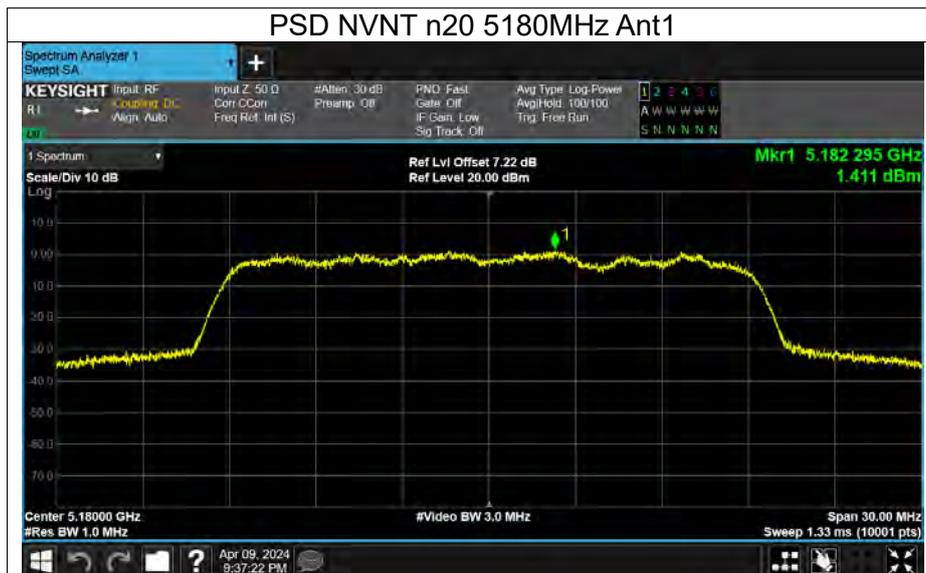 PSD NVNT n20 5180MHz Ant1
Spectrum Analyzer 1
Swept SA
+
KEYSIGHT Input: RF Input Z: 50 Ω #Atten: 30 dB PNO: Fast Avg Type: Log-Power 1 2 3 4 5 6
Coupling: DC Corr CCorr Preamp: Off Gate: Off Avg|Hold: 100/100 A W W W W W
Align: Auto Freq Ref: Int (S) IF Gain: Low Trig: Free Run S N N N N N
Sig Track: Off
1 Spectrum Ref Lvl Offset 7.22 dB Mkr1 5.182 295 GHz
Scale/Div 10 dB Ref Level 20.00 dBm 1.411 dBm
Log
10.0
1
0.00
-10.0
-20.0
-30.0
-40.0
-50.0
-60.0
-70.0
Center 5.18000 GHz #Video BW 3.0 MHz Span 30.00 MHz
#Res BW 1.0 MHz Sweep 1.33 ms (10001 pts)
? Apr 09, 2024
9:37:22 PM